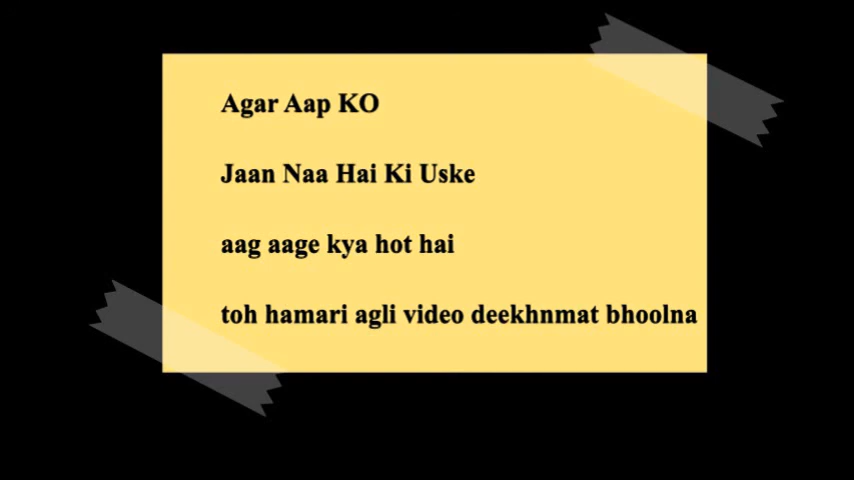 Agar Aap KO
Jaan Naa Hai Ki Uske
aag aage kya hot hai
toh hamari agli video deekhnmat bhoolna